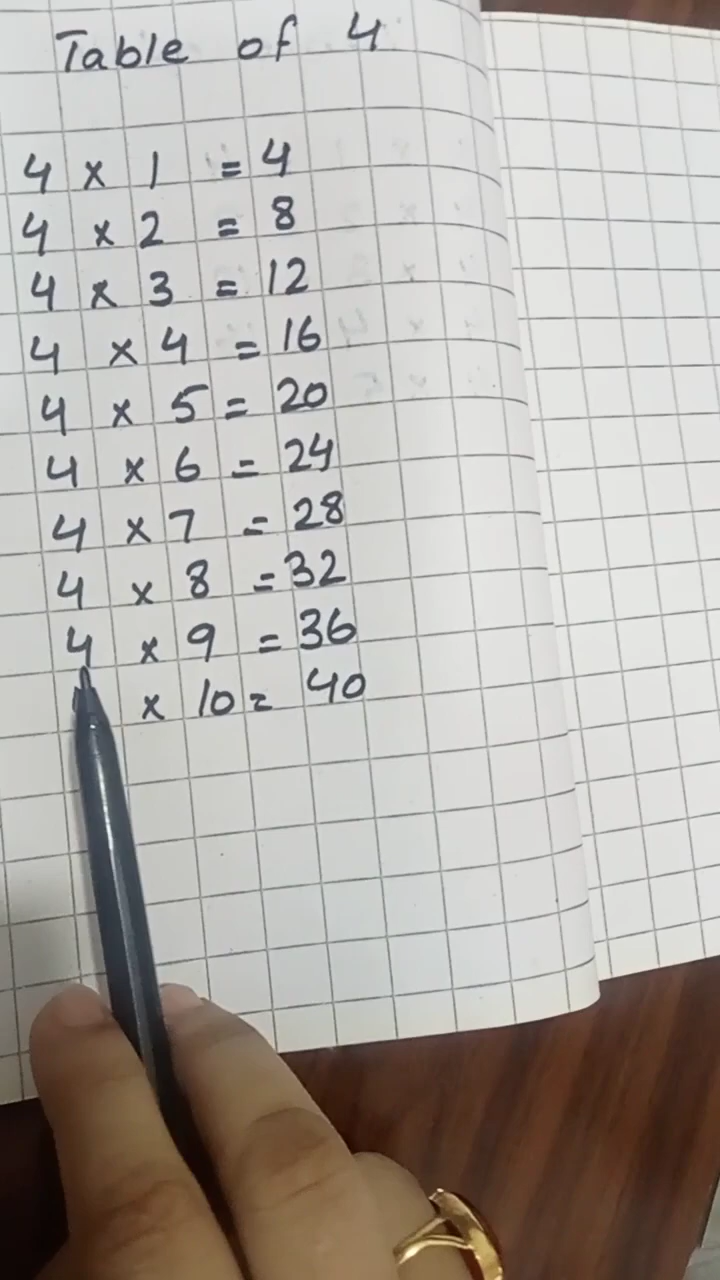 Table of 4
4 × 1 = 4
4 × 2 = 8
4 × 3 = 12
4 × 4 = 16
4 × 5 = 20
4 × 6 = 24
4 × 7 = 28
4 × 8 = 32
4 × 9 = 36
× 10 = 40